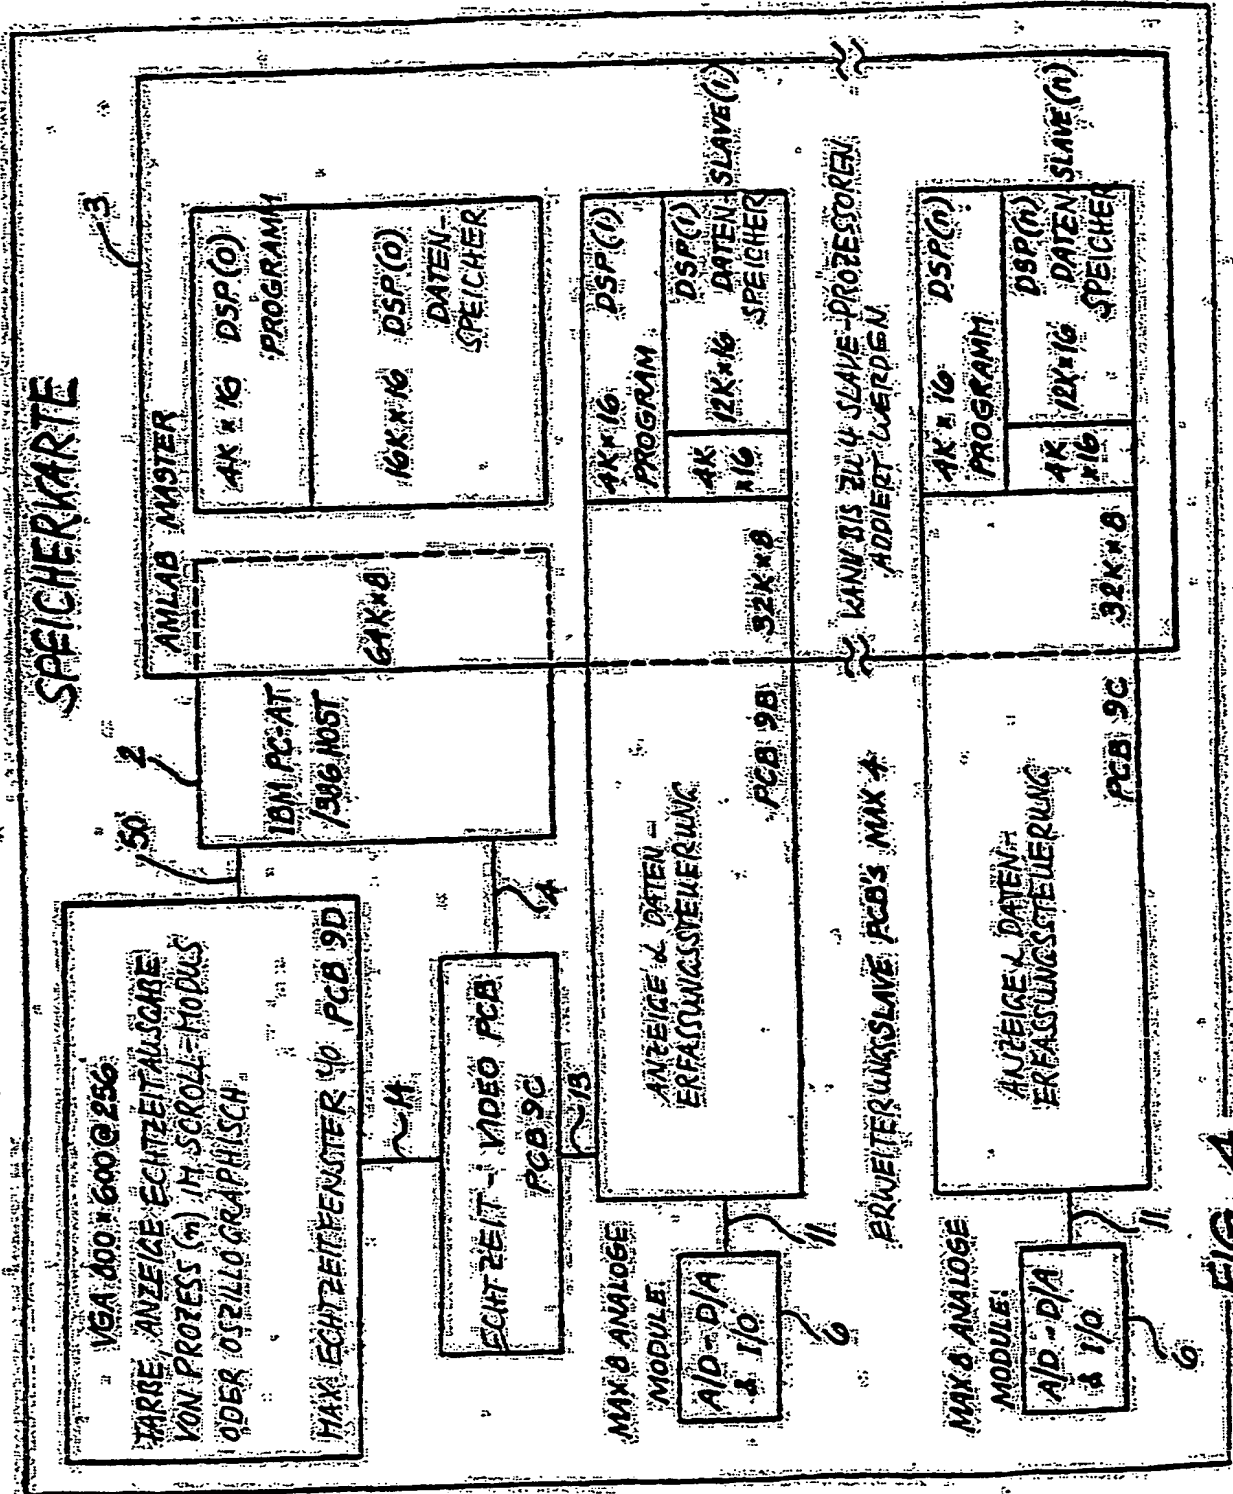 SPEICHERKARTE
3
AMLAB MASTER
4K × 16 DSP(0)
PROGRAMM
16K × 16 DSP(0)
DATEN-
SPEICHER
2
IBM PC-AT
/386 HOST
64K×8
50
VGA 800 × 600 @ 256
FARBE, ANZEIGE ECHTZEITAUSGABE
VON PROZESS (n) IM SCROLL-MODUS
ODER OSZILLOGRAPHISCH
MAX ECHTZEITFENSTER 40 PCB 9D
14
4
ECHTZEIT - VIDEO PCB
PCB 9C
13
4K × 16 DSP(1)
PROGRAM
4K
×16
12K×16
DSP(1)
DATEN-
SPEICHER
SLAVE(1)
32K×8
ANZEIGE & DATEN-
ERFASSUNGSSTEUERUNG
PCB 9B
MAX 8 ANALOGE
MODULE
A/D - D/A
& I/O
11
6
KANN BIS ZU 4 SLAVE-PROZESSOREN
ADDIERT WERDEN
ERWEITERUNGSSLAVE PCB'S MAX 4
4K × 16 DSP(n)
PROGRAMM
4K
×16
12K×16
DSP(n)
DATEN-
SPEICHER
SLAVE(n)
32K × 8
ANZEIGE & DATEN-
ERFASSUNGSSTEUERUNG
PCB 9C
MAX 8 ANALOGE
MODULE
A/D - D/A
& I/O
11
6
FIG 4